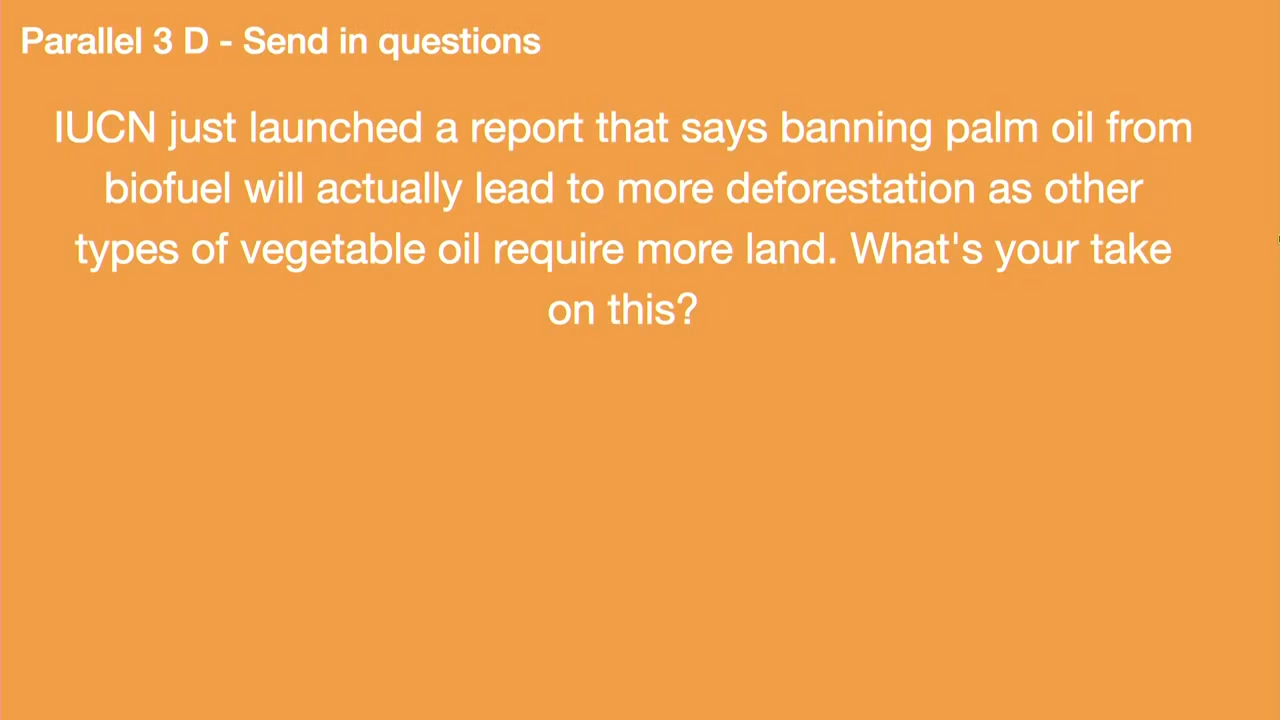 Parallel 3 D - Send in questions
IUCN just launched a report that says banning palm oil from
biofuel will actually lead to more deforestation as other
types of vegetable oil require more land. What's your take
on this?